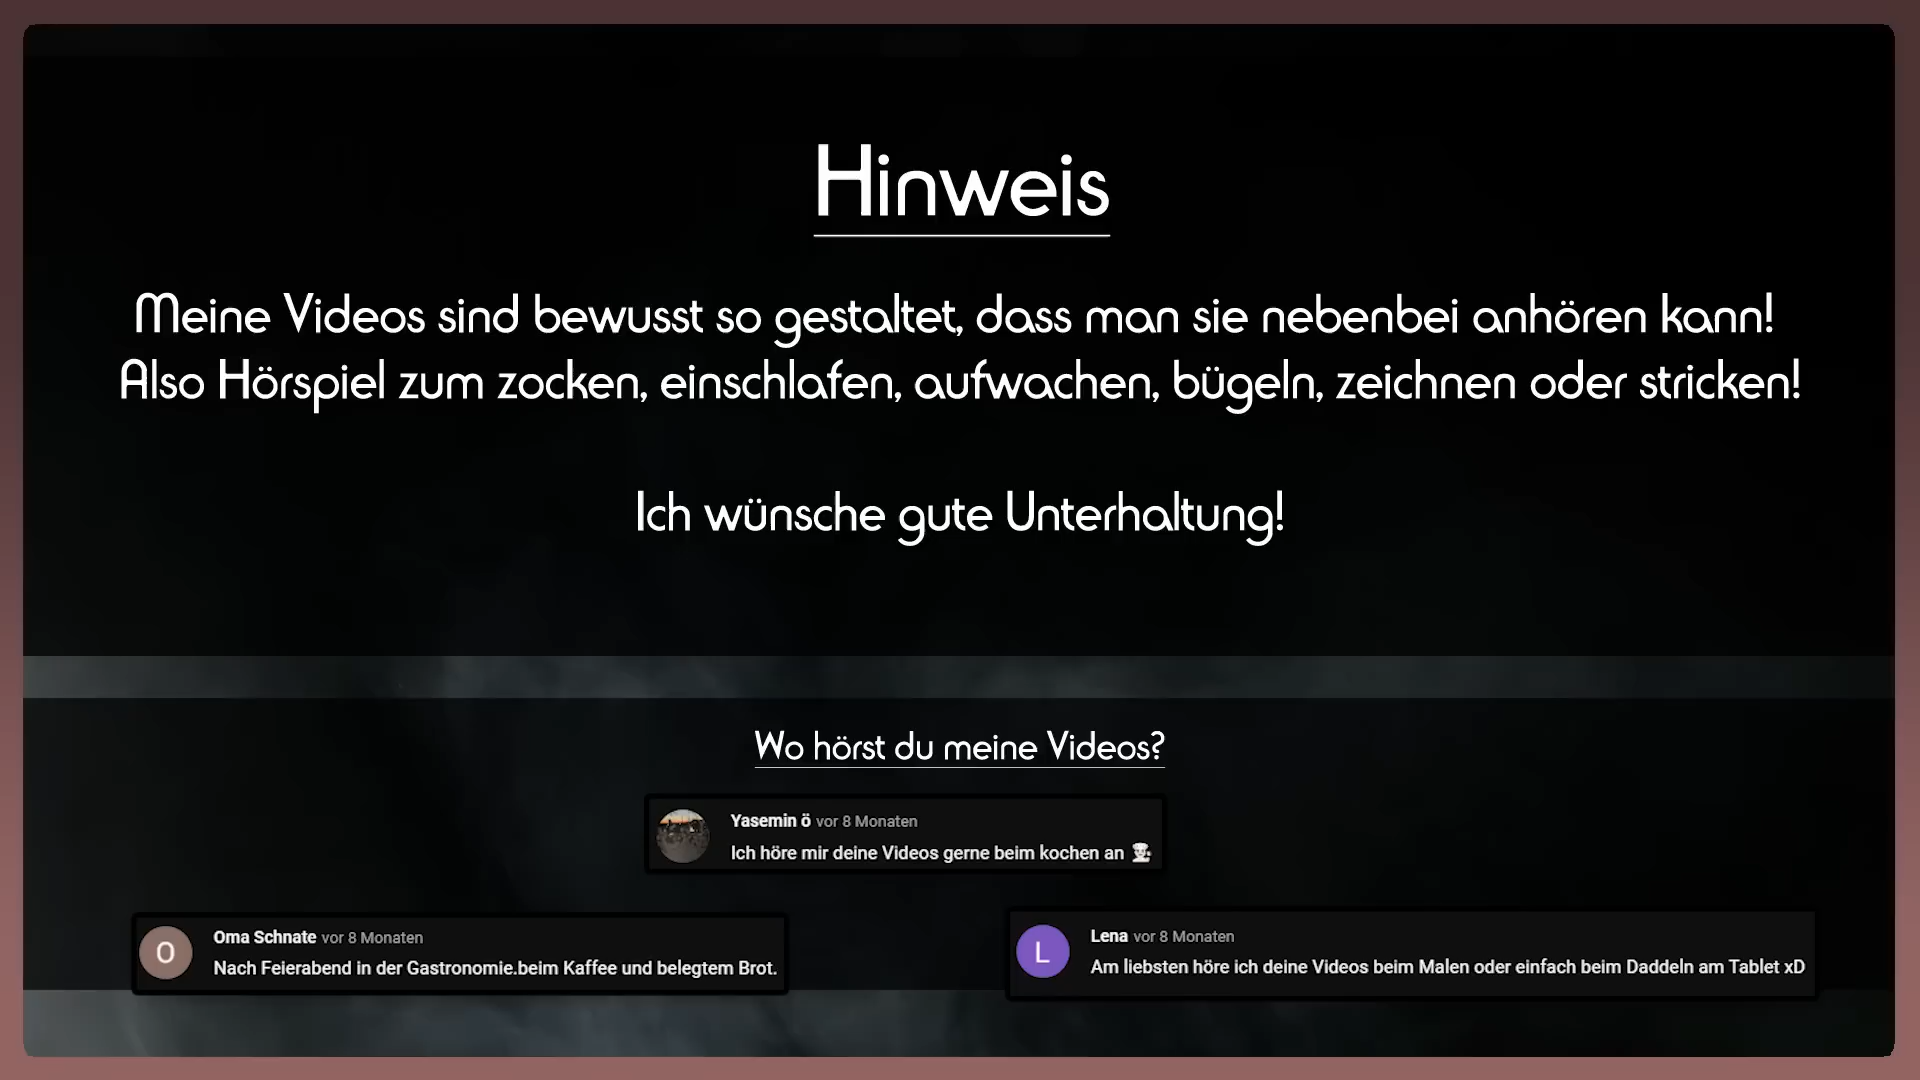 Hinweis
Meine Videos sind bewusst so gestaltet, dass man sie nebenbei anhören kann!
Also Hörspiel zum zocken, einschlafen, aufwachen, bügeln, zeichnen oder stricken!
Ich wünsche gute Unterhaltung!
Wo hörst du meine Videos?
Yasemin ö vor 8 Monaten
Ich höre mir deine Videos gerne beim kochen an
O
Oma Schnate vor 8 Monaten
Nach Feierabend in der Gastronomie.beim Kaffee und belegtem Brot.
L
Lena vor 8 Monaten
Am liebsten höre ich deine Videos beim Malen oder einfach beim Daddeln am Tablet xD